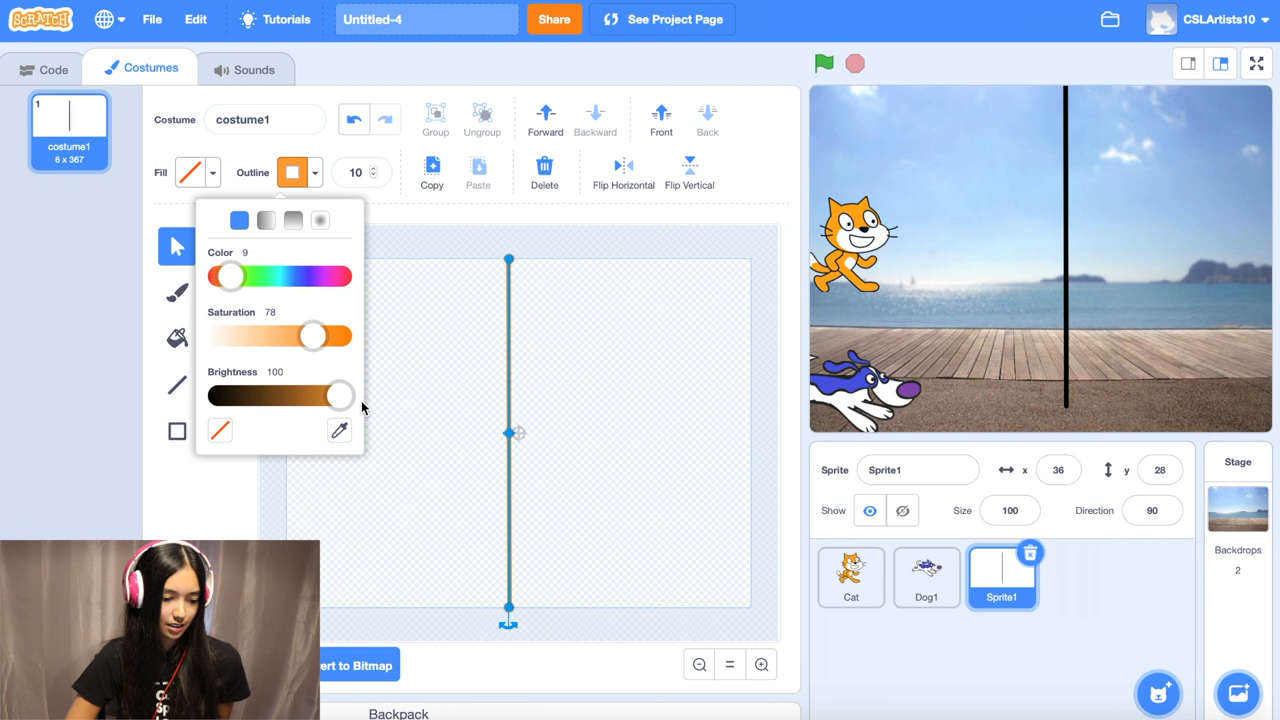 SCRATCH File Edit Tutorials Untitled-4 Share See Project Page CSLArtists10
Code Costumes Sounds
1
costume1
6 x 367
Costume costume1 Group Ungroup Forward Backward Front Back
Fill Outline 10 Copy Paste Delete Flip Horizontal Flip Vertical
Color 9
Saturation 78
Brightness 100
vert to Bitmap
Backpack
Sprite Sprite1 x 36 y 28
Show Size 100 Direction 90
Cat Dog1 Sprite1
Stage
Backdrops
2